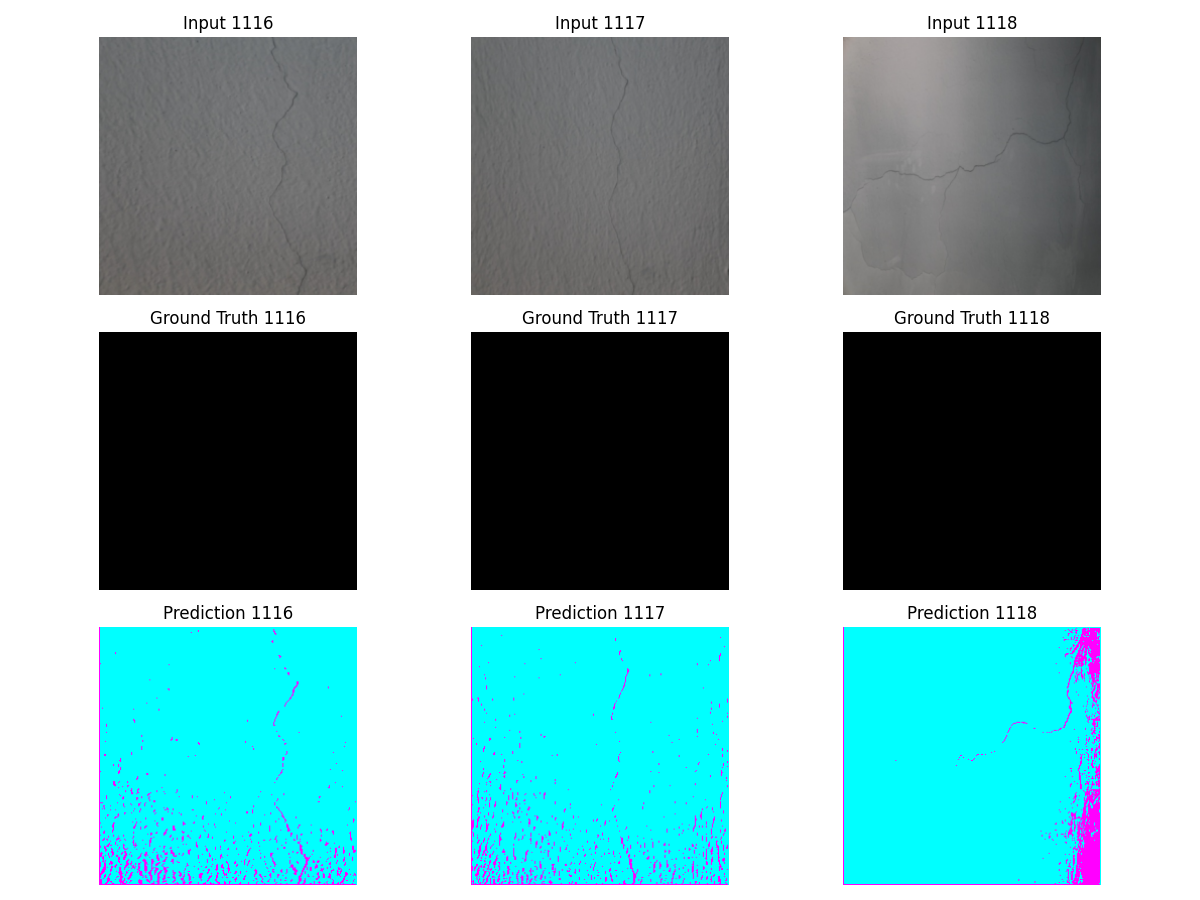 Input 1116
Input 1117
Input 1118
Ground Truth 1116
Ground Truth 1117
Ground Truth 1118
Prediction 1116
Prediction 1117
Prediction 1118